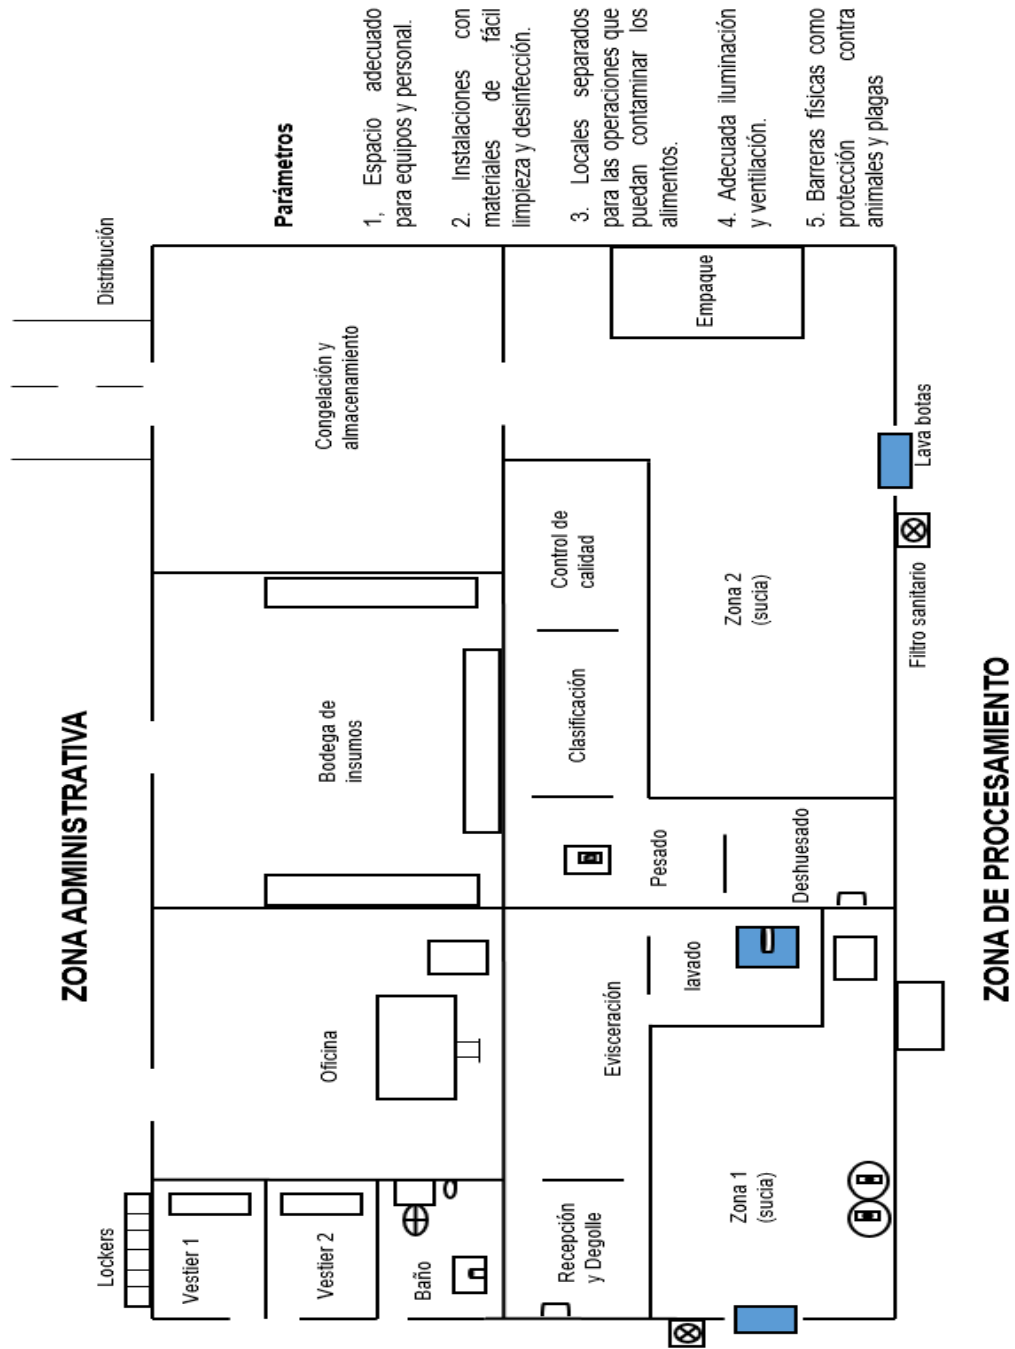 ZONA ADMINISTRATIVA
Lockers
Distribución
Vestier 1
Vestier 2
Baño
Oficina
Bodega de
insumos
Congelación y
almacenamiento
Parámetros
1, Espacio adecuado
para equipos y personal.
2. Instalaciones con
materiales de fácil
limpieza y desinfección.
3. Locales separados
para las operaciones que
puedan contaminar los
alimentos.
4. Adecuada iluminación
y ventilación.
5. Barreras físicas como
protección contra
animales y plagas
Recepción
y Degolle
Evisceración
lavado
Pesado
Clasificación
Control de
calidad
Empaque
Zona 1
(sucia)
Deshuesado
Zona 2
(sucia)
Filtro sanitario
Lava botas
ZONA DE PROCESAMIENTO